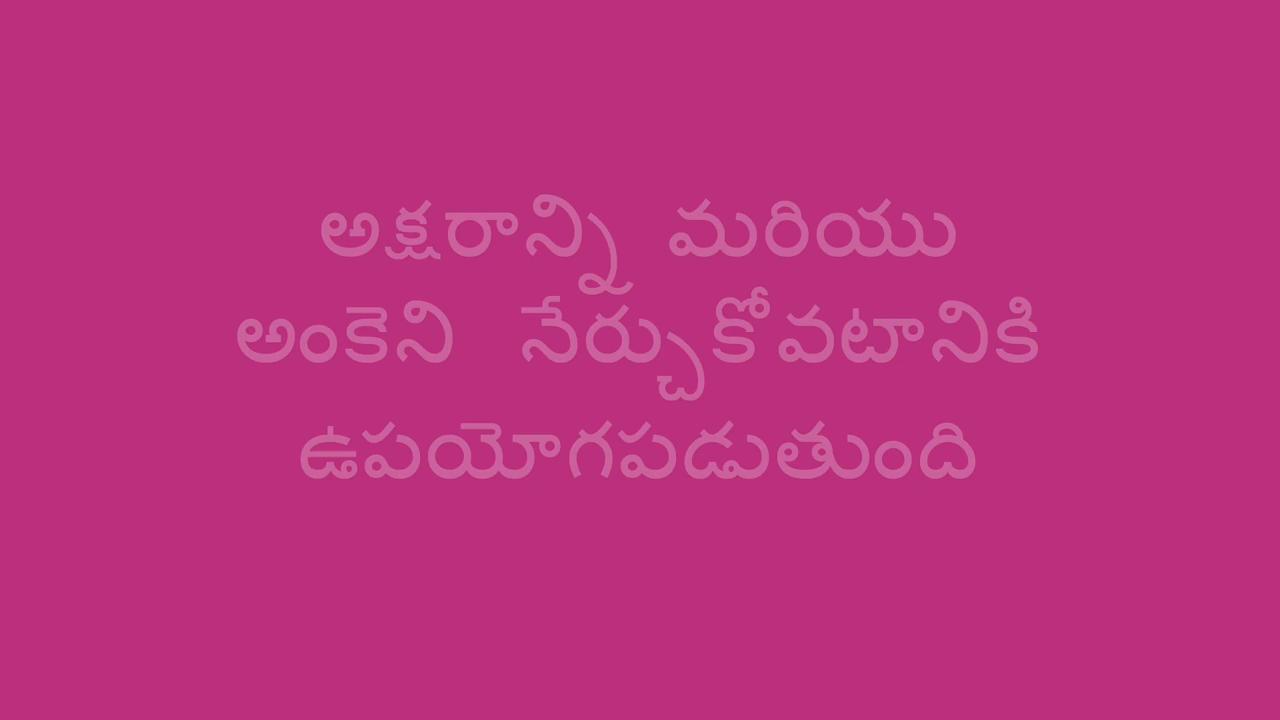 అక్షరాన్ని మరియు
అంకెని నేర్చుకోవటానికి
ఉపయోగపడుతుంది